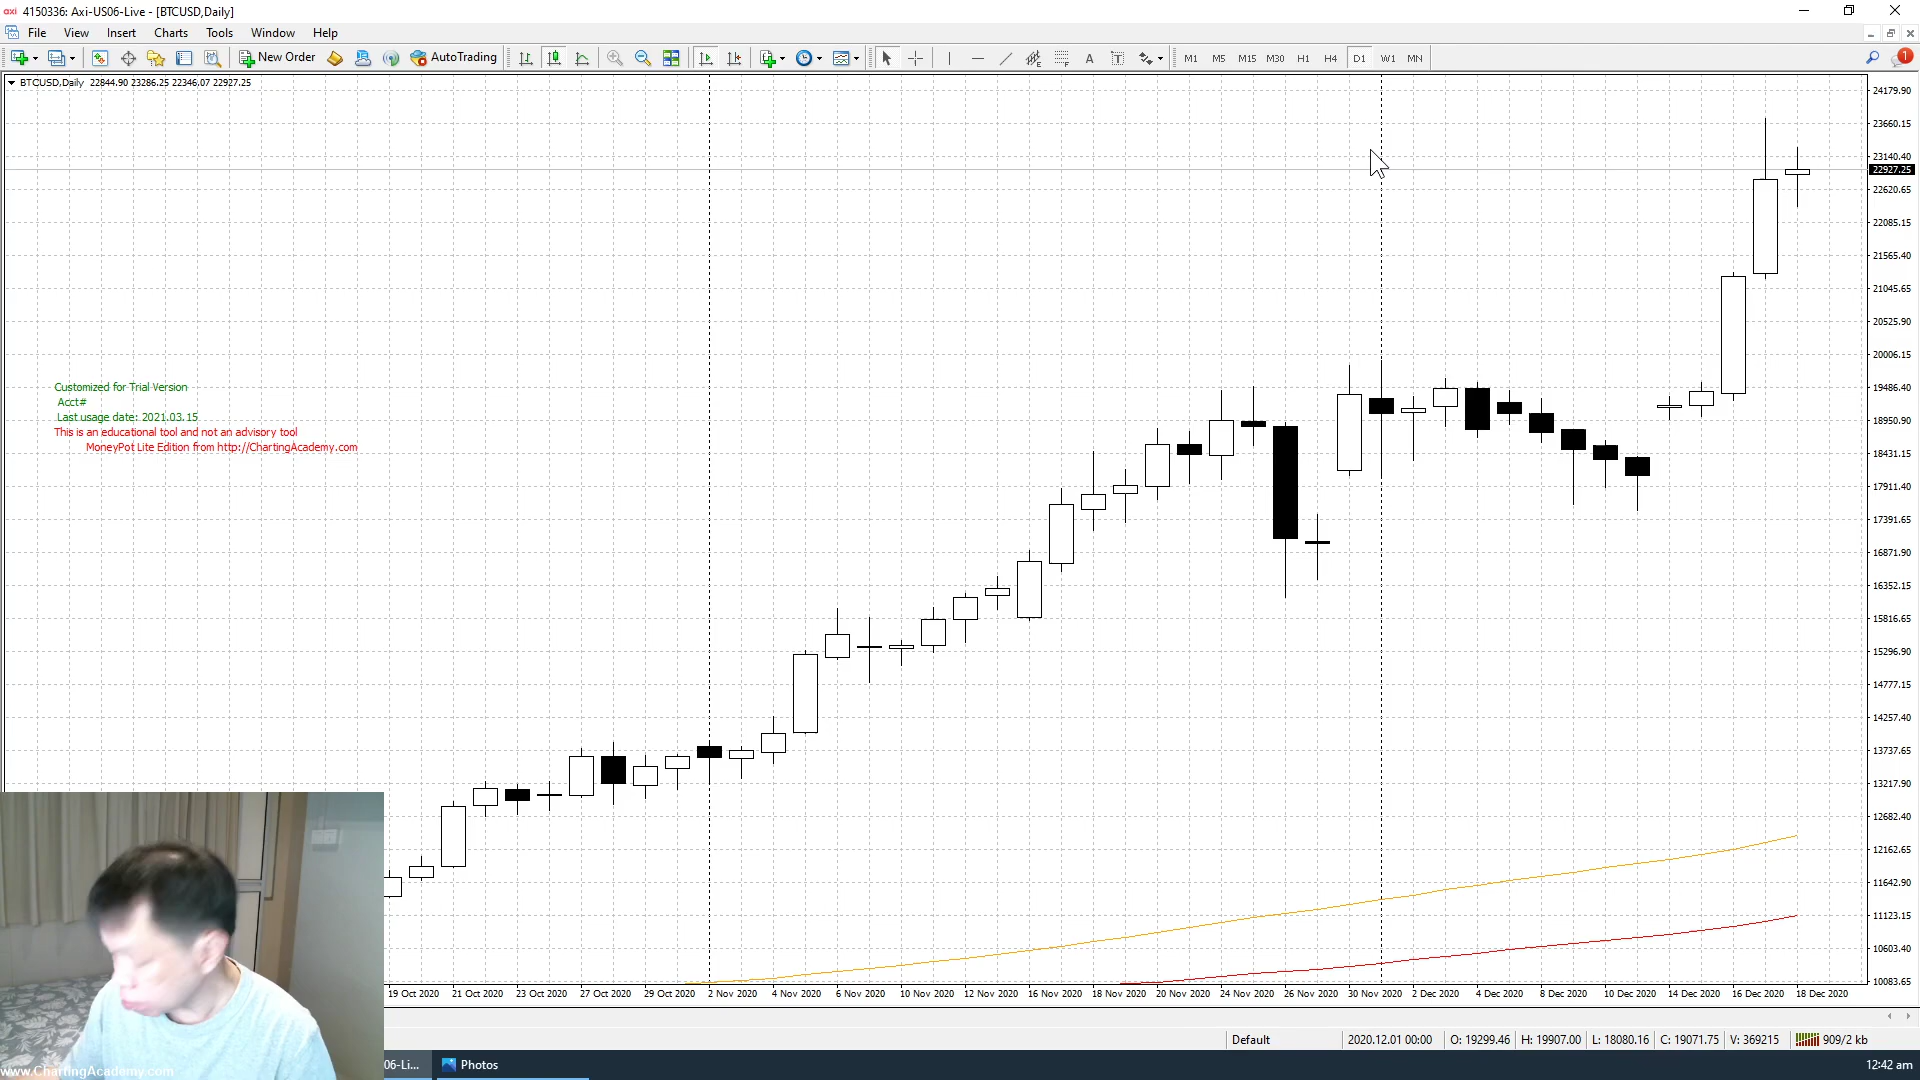 axi 4150336: Axi-US06-Live - [BTCUSD,Daily]
File View Insert Charts Tools Window Help
New Order AutoTrading A T M1 M5 M15 M30 H1 H4 D1 W1 MN 1
BTCUSD,Daily 22844.90 23286.25 22346.07 22927.25
24179.90
23660.15
23140.40
22927.25
22620.65
22085.15
21565.40
21045.65
20525.90
20006.15
19486.40
18950.90
18431.15
17911.40
17391.65
16871.90
16352.15
15816.65
15296.90
14777.15
14257.40
13737.65
13217.90
12682.40
12162.65
11642.90
11123.15
10603.40
10083.65
Customized for Trial Version
Acct#
Last usage date: 2021.03.15
This is an educational tool and not an advisory tool
MoneyPot Lite Edition from http://ChartingAcademy.com
19 Oct 2020 21 Oct 2020 23 Oct 2020 27 Oct 2020 29 Oct 2020 2 Nov 2020 4 Nov 2020 6 Nov 2020 10 Nov 2020 12 Nov 2020 16 Nov 2020 18 Nov 2020 20 Nov 2020 24 Nov 2020 26 Nov 2020 30 Nov 2020 2 Dec 2020 4 Dec 2020 8 Dec 2020 10 Dec 2020 14 Dec 2020 16 Dec 2020 18 Dec 2020
Default 2020.12.01 00:00 O: 19299.46 H: 19907.00 L: 18080.16 C: 19071.75 V: 369215 909/2 kb
06-Li... Photos 12:42 am
www.ChartingAcademy.com